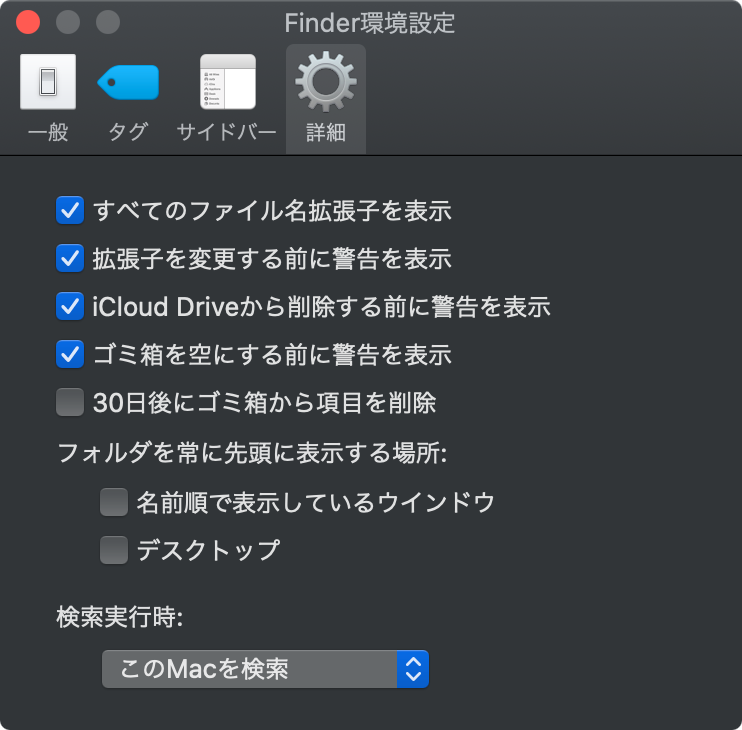 Finder環境設定
一般 タグ サイドバー 詳細
すべてのファイル名拡張子を表示
拡張子を変更する前に警告を表示
iCloud Driveから削除する前に警告を表示
ゴミ箱を空にする前に警告を表示
30日後にゴミ箱から項目を削除
フォルダを常に先頭に表示する場所:
名前順で表示しているウインドウ
デスクトップ
検索実行時:
このMacを検索